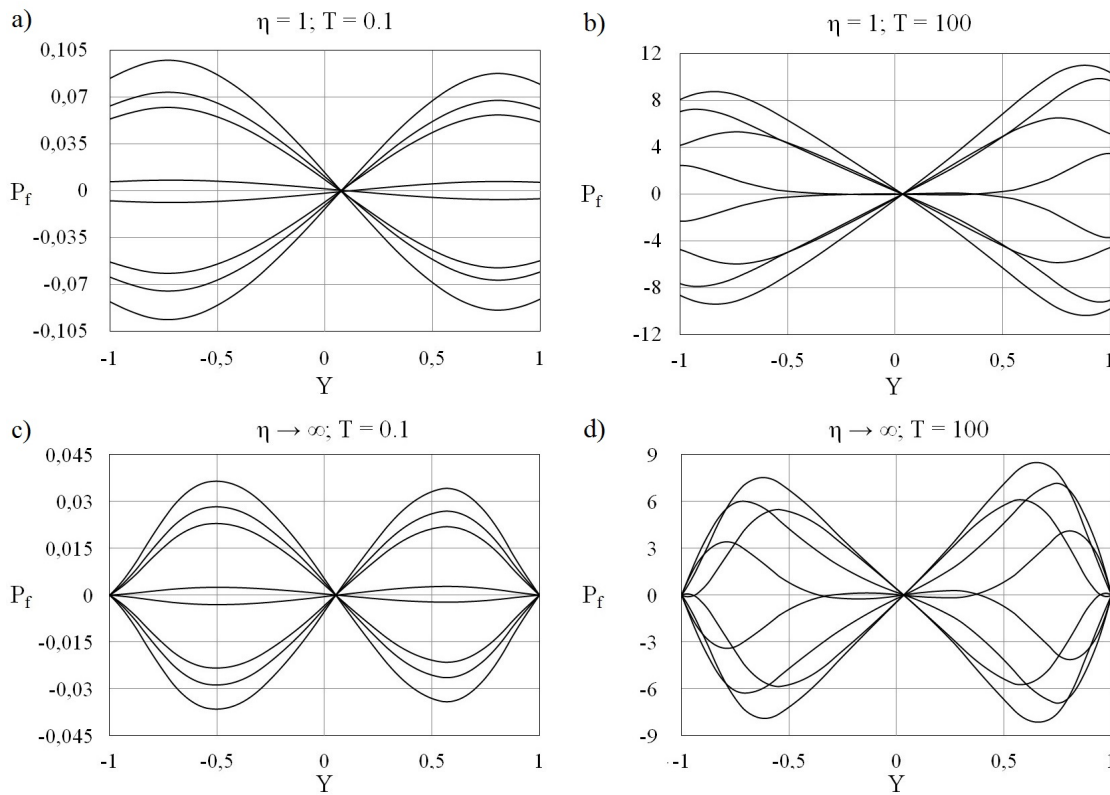 a)
η = 1; T = 0.1
0,105
0,07
0,035
P_f
0
-0,035
-0,07
-0,105
-1 -0,5 0 0,5 1
Y
b)
η = 1; T = 100
12
8
4
P_f
0
-4
-8
-12
-1 -0,5 0 0,5 1
Y
c)
η → ∞; T = 0.1
0,045
0,03
0,015
P_f
0
-0,015
-0,03
-0,045
-1 -0,5 0 0,5 1
Y
d)
η → ∞; T = 100
9
6
3
P_f
0
-3
-6
-9
-1 -0,5 0 0,5 1
Y